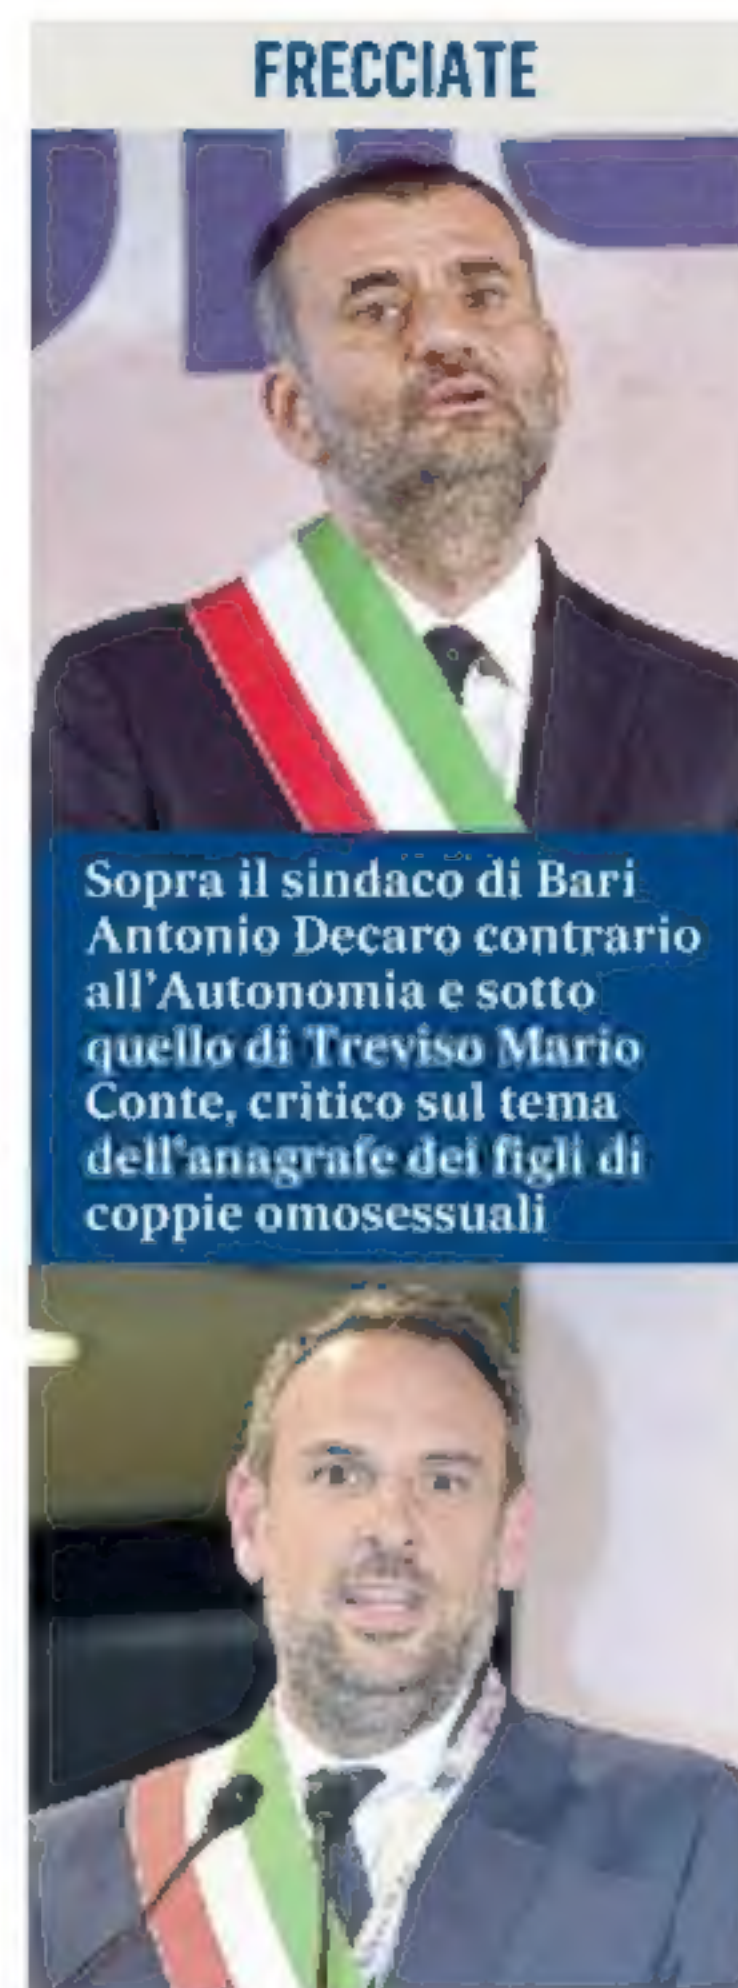 FRECCIATE
Sopra il sindaco di Bari
Antonio Decaro contrario
all'Autonomia e sotto
quello di Treviso Mario
Conte, critico sul tema
dell'anagrafe dei figli di
coppie omosessuali